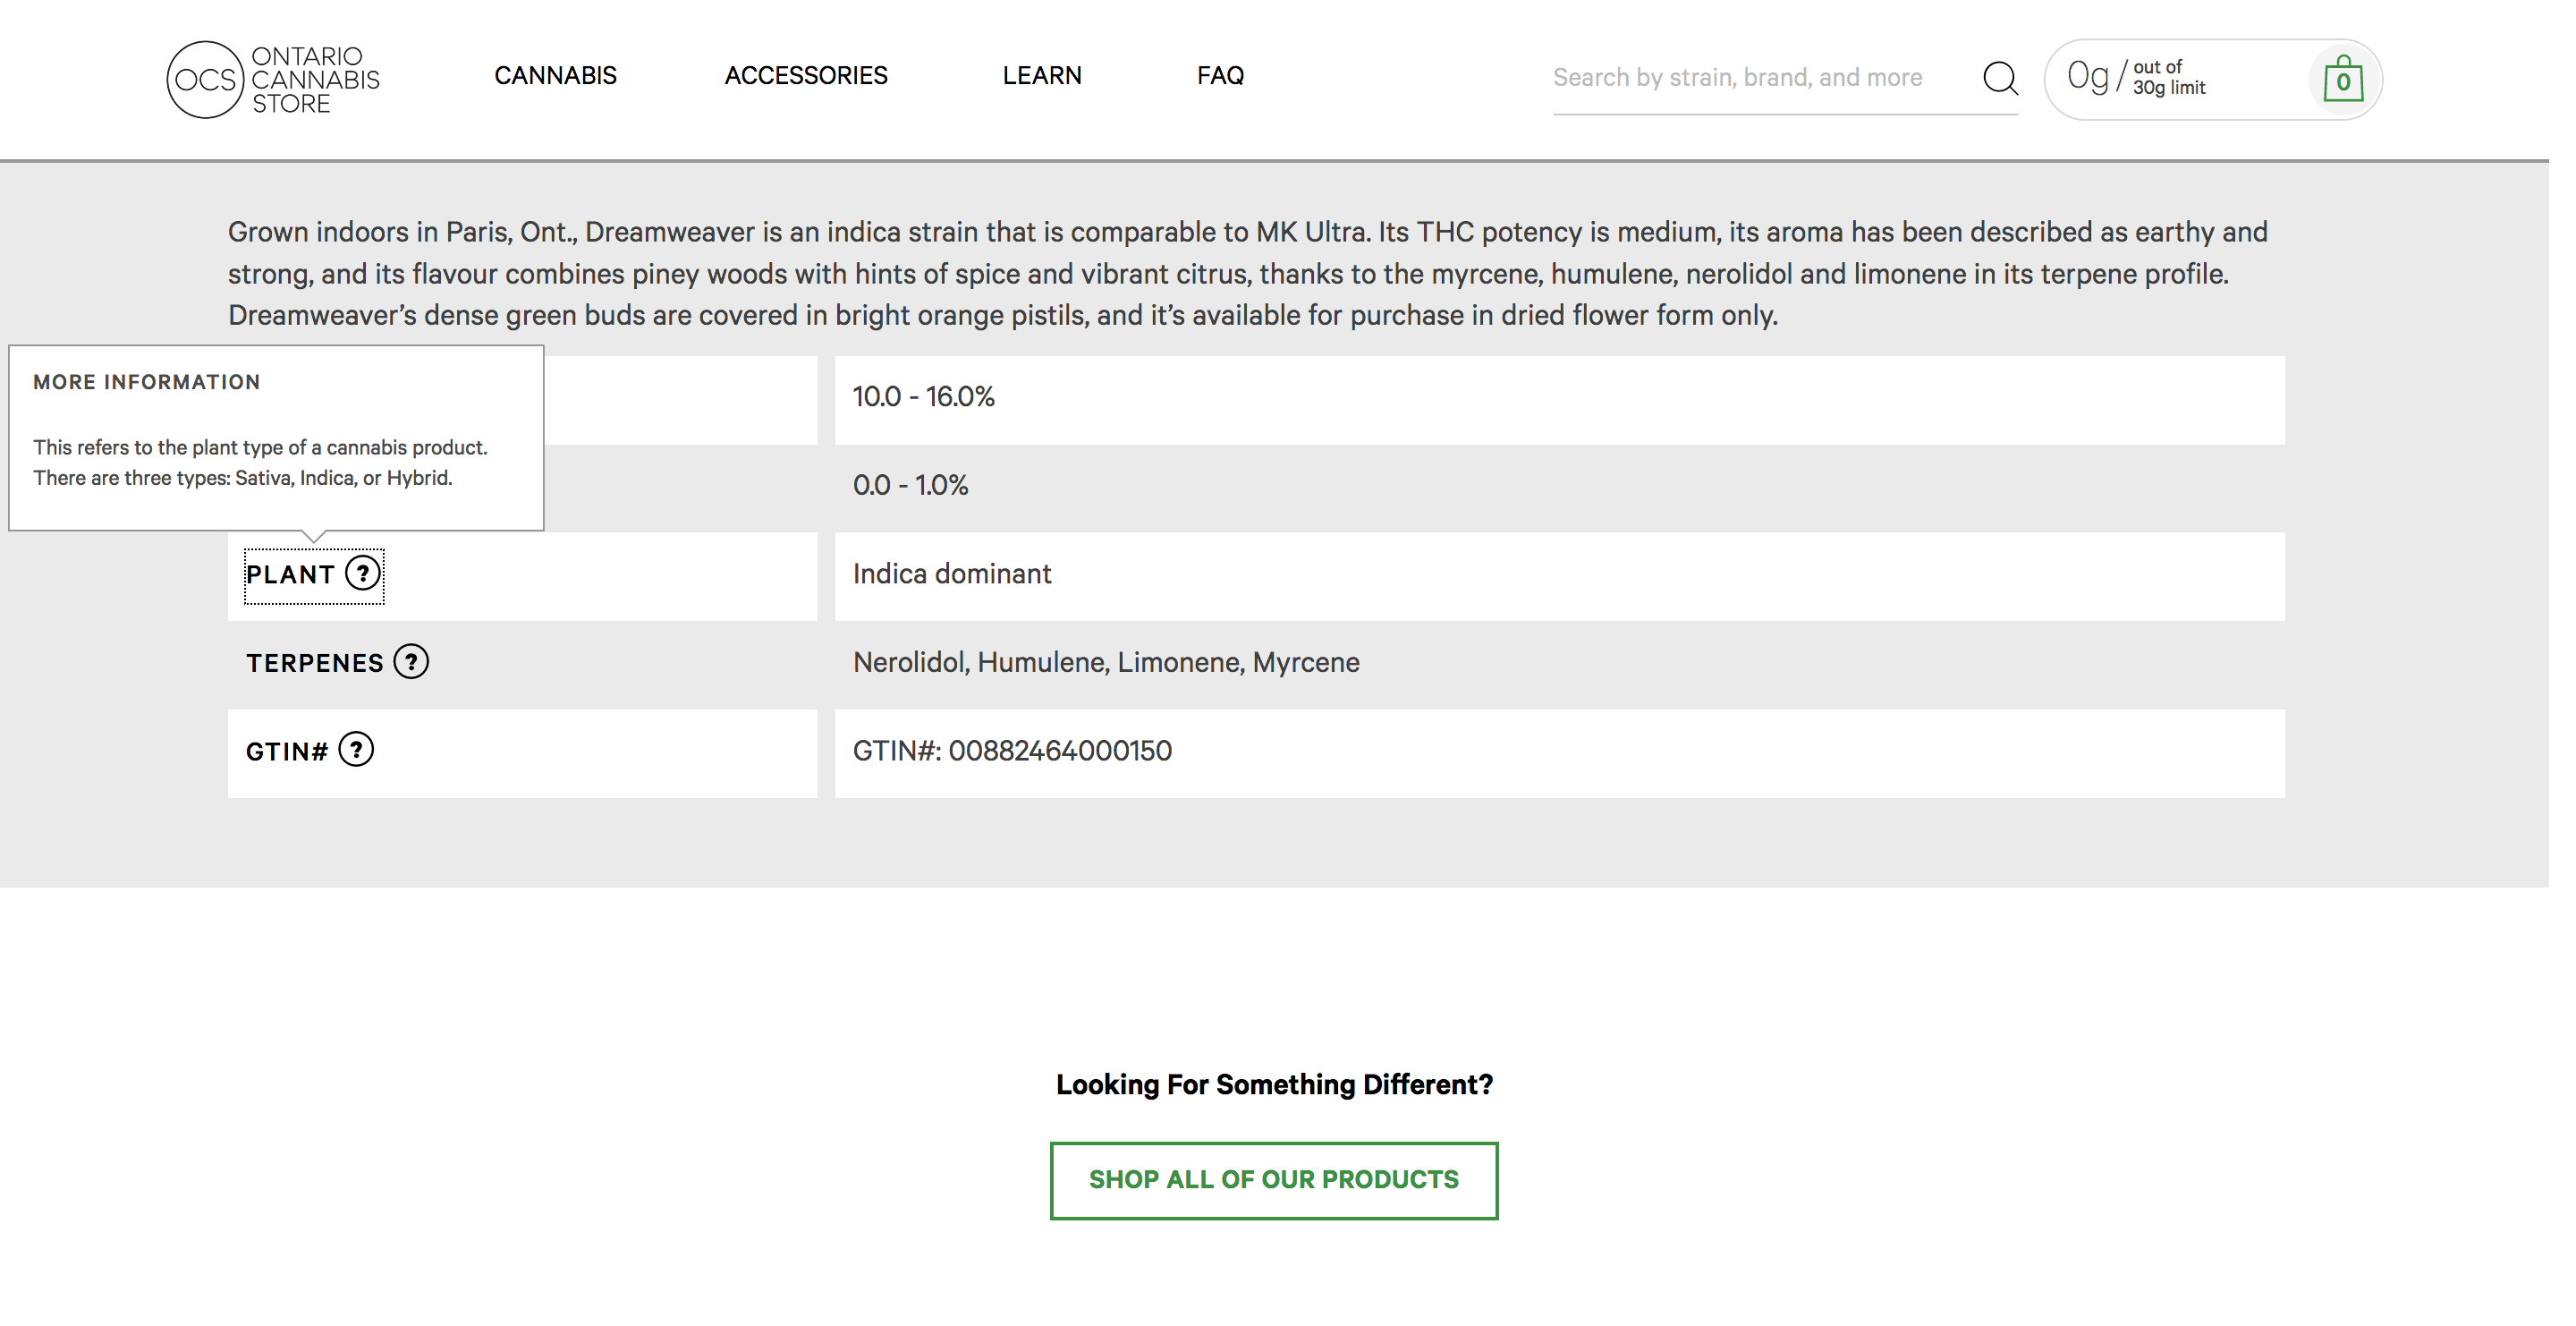 OCS
ONTARIO
CANNABIS
STORE
CANNABIS
ACCESSORIES
LEARN
FAQ
Search by strain, brand, and more
0g / out of
30g limit
0
Grown indoors in Paris, Ont., Dreamweaver is an indica strain that is comparable to MK Ultra. Its THC potency is medium, its aroma has been described as earthy and
strong, and its flavour combines piney woods with hints of spice and vibrant citrus, thanks to the myrcene, humulene, nerolidol and limonene in its terpene profile.
Dreamweaver’s dense green buds are covered in bright orange pistils, and it’s available for purchase in dried flower form only.
MORE INFORMATION
This refers to the plant type of a cannabis product.
There are three types: Sativa, Indica, or Hybrid.
10.0 - 16.0%
0.0 - 1.0%
PLANT ?
Indica dominant
TERPENES ?
Nerolidol, Humulene, Limonene, Myrcene
GTIN# ?
GTIN#: 00882464000150
Looking For Something Different?
SHOP ALL OF OUR PRODUCTS